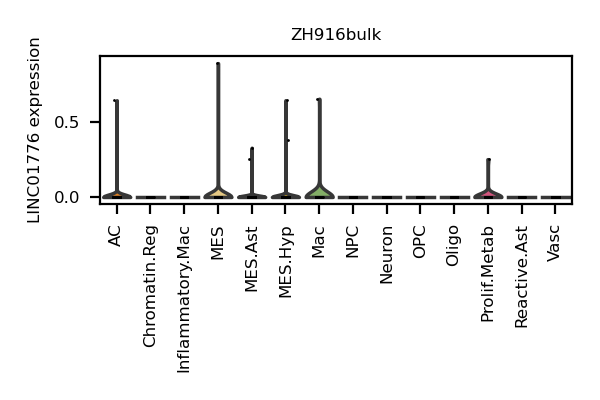 ZH916bulk
LINC01776 expression
0.5
0.0
AC
Chromatin.Reg
Inflammatory.Mac
MES
MES.Ast
MES.Hyp
Mac
NPC
Neuron
OPC
Oligo
Prolif.Metab
Reactive.Ast
Vasc